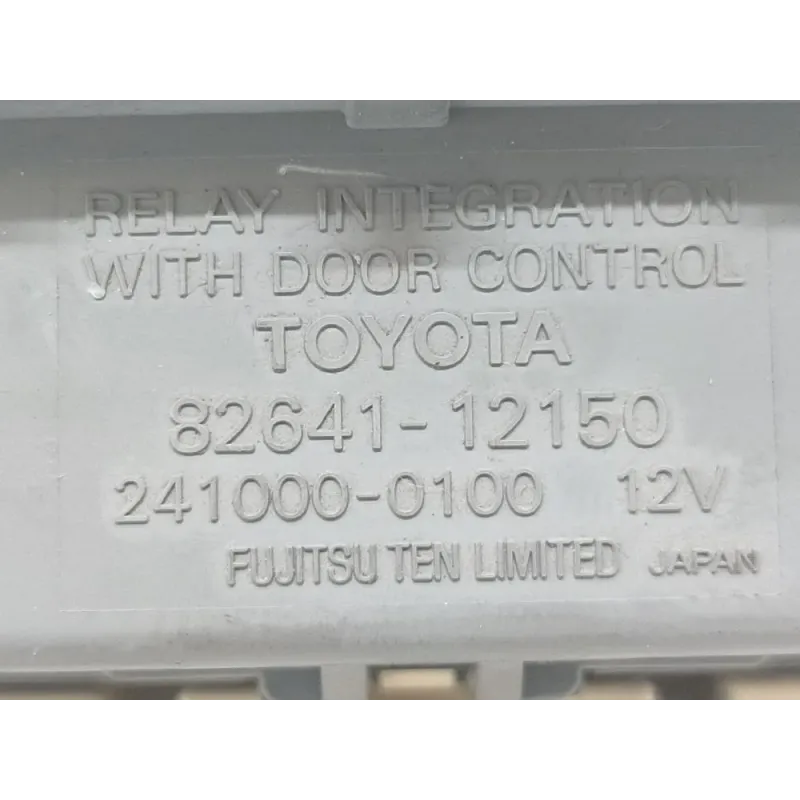 RELAY INTEGRATION
WITH DOOR CONTROL
TOYOTA
82641-12150
241000-0100 12V
FUJITSU TEN LIMITED JAPAN